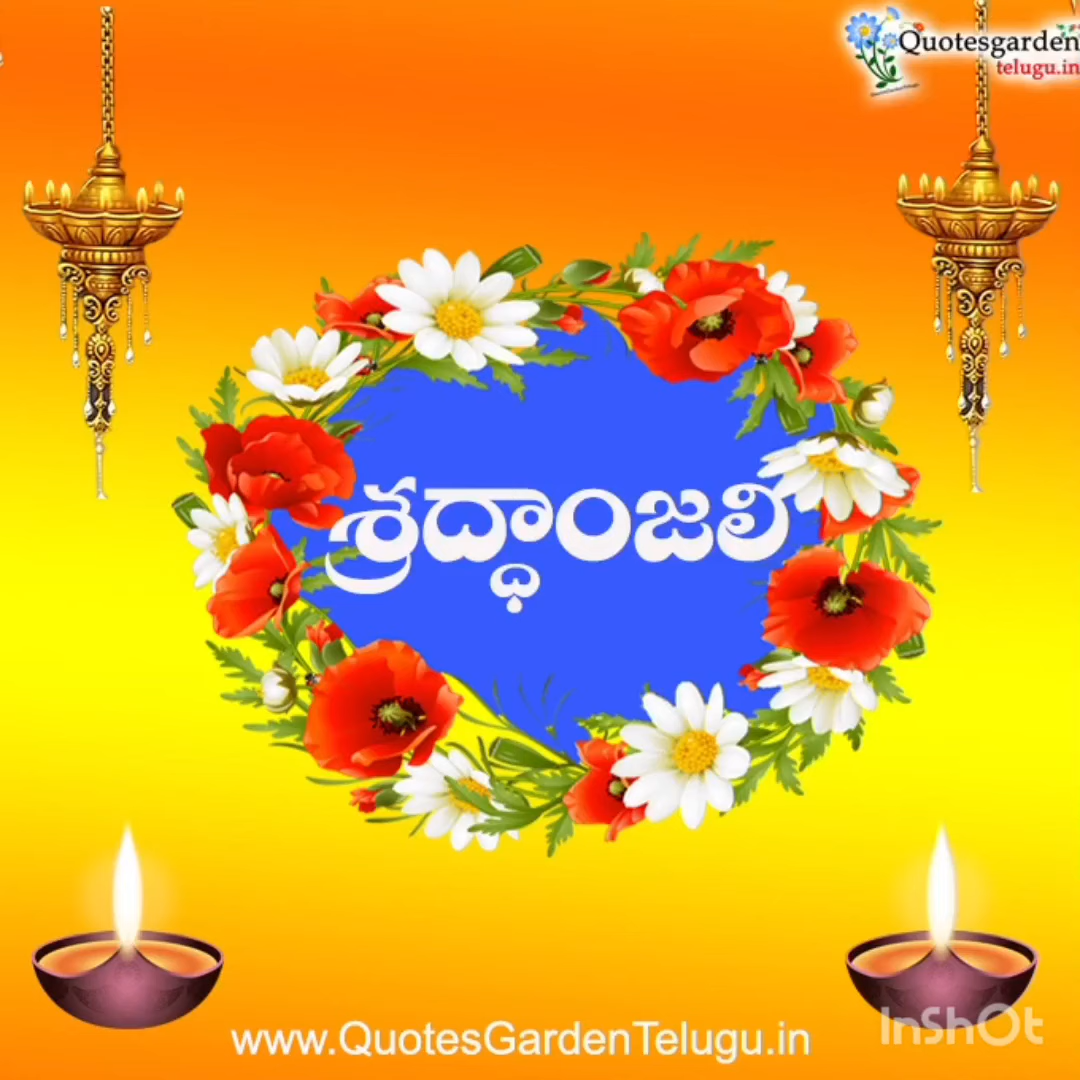 Quotesgarden
telugu.in
శ్రద్ధాంజలి
InShOt
www.QuotesGardenTelugu.in